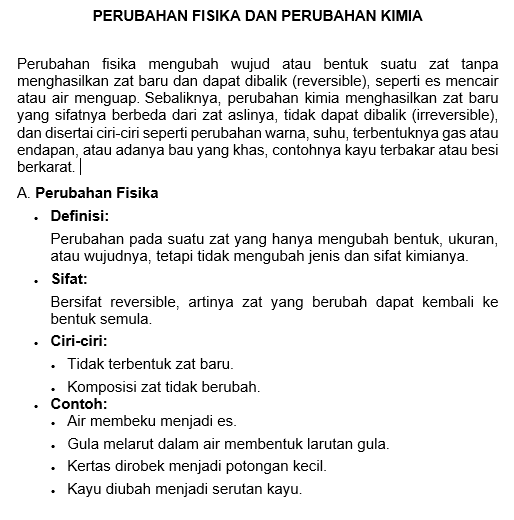 PERUBAHAN FISIKA DAN PERUBAHAN KIMIA
Perubahan fisika mengubah wujud atau bentuk suatu zat tanpa
menghasilkan zat baru dan dapat dibalik (reversible), seperti es mencair
atau air menguap. Sebaliknya, perubahan kimia menghasilkan zat baru
yang sifatnya berbeda dari zat aslinya, tidak dapat dibalik (irreversible),
dan disertai ciri-ciri seperti perubahan warna, suhu, terbentuknya gas atau
endapan, atau adanya bau yang khas, contohnya kayu terbakar atau besi
berkarat.
A. Perubahan Fisika
• Definisi:
Perubahan pada suatu zat yang hanya mengubah bentuk, ukuran,
atau wujudnya, tetapi tidak mengubah jenis dan sifat kimianya.
• Sifat:
Bersifat reversible, artinya zat yang berubah dapat kembali ke
bentuk semula.
• Ciri-ciri:
• Tidak terbentuk zat baru.
• Komposisi zat tidak berubah.
• Contoh:
• Air membeku menjadi es.
• Gula melarut dalam air membentuk larutan gula.
• Kertas dirobek menjadi potongan kecil.
• Kayu diubah menjadi serutan kayu.